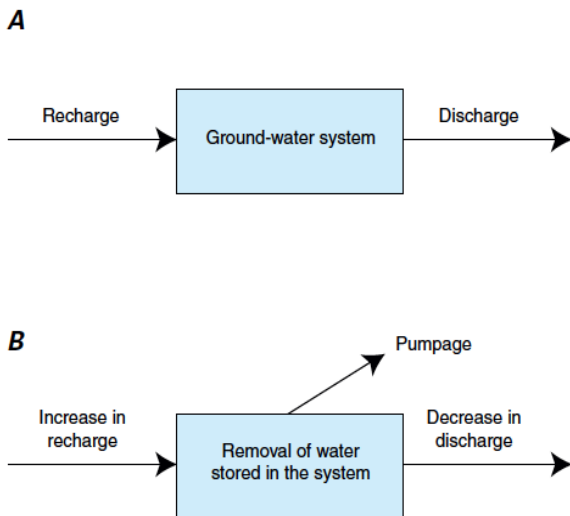 A
Recharge
Ground-water system
Discharge
B
Pumpage
Increase in
recharge
Removal of water
stored in the system
Decrease in
discharge